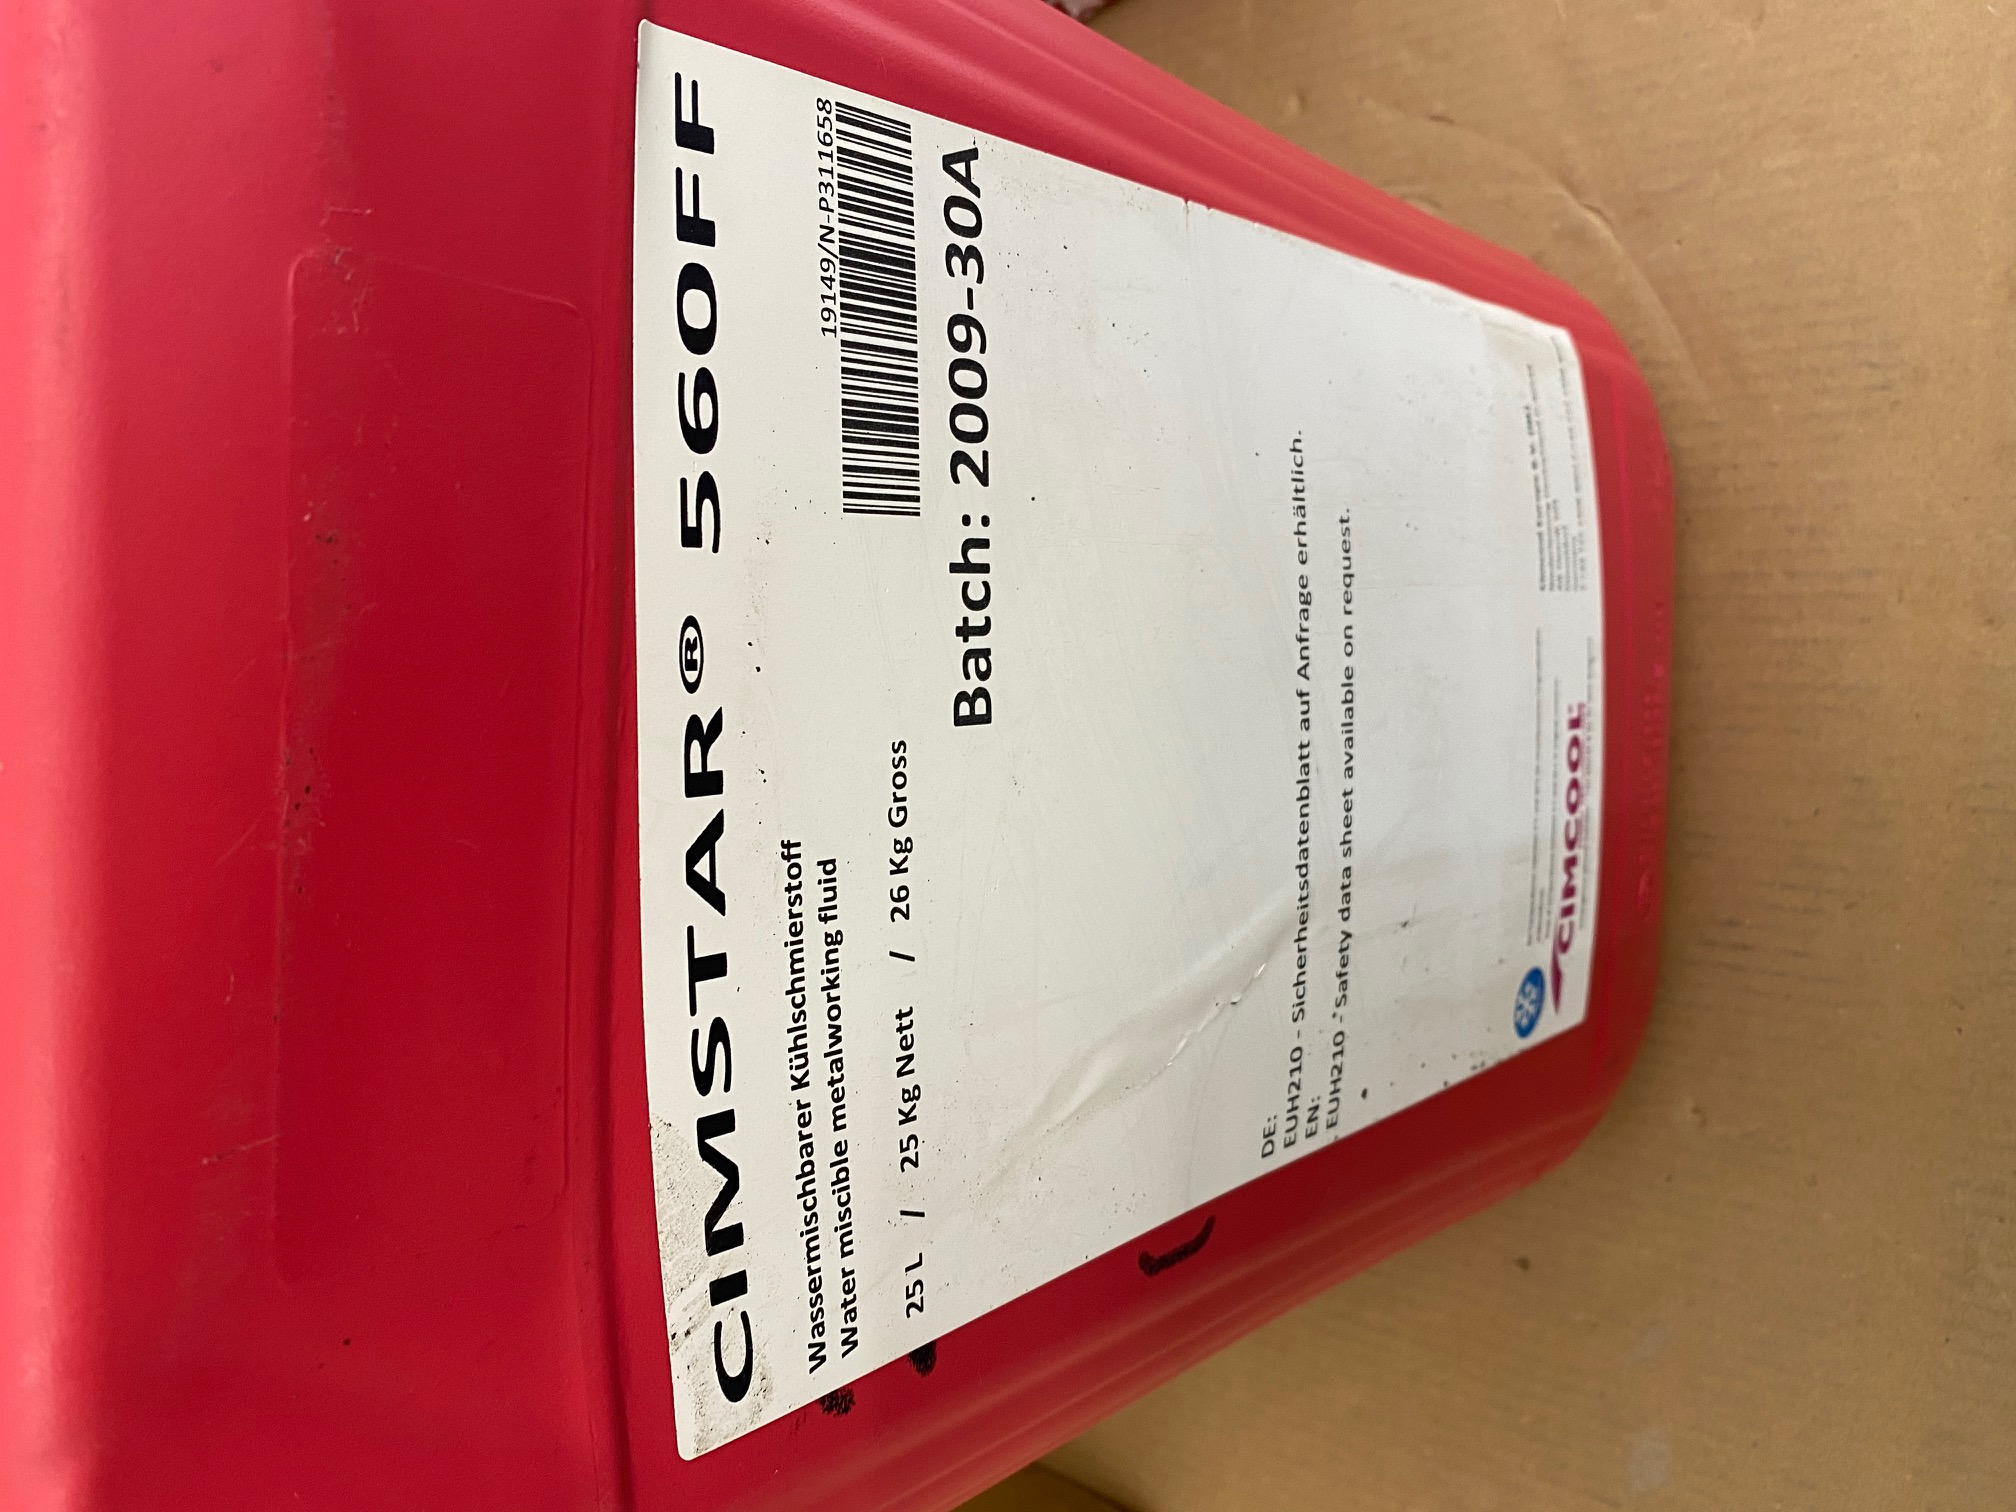 CIMSTAR® 560FF
Wassermischbarer Kühlschmierstoff
Water miscible metalworking fluid
19149/N-P311658
25 L / 25 Kg Nett / 26 Kg Gross
Batch: 2009-30A
DE:
EUH210 - Sicherheitsdatenblatt auf Anfrage erhältlich.
EN:
EUH210 - Safety data sheet available on request.
CIMCOOL